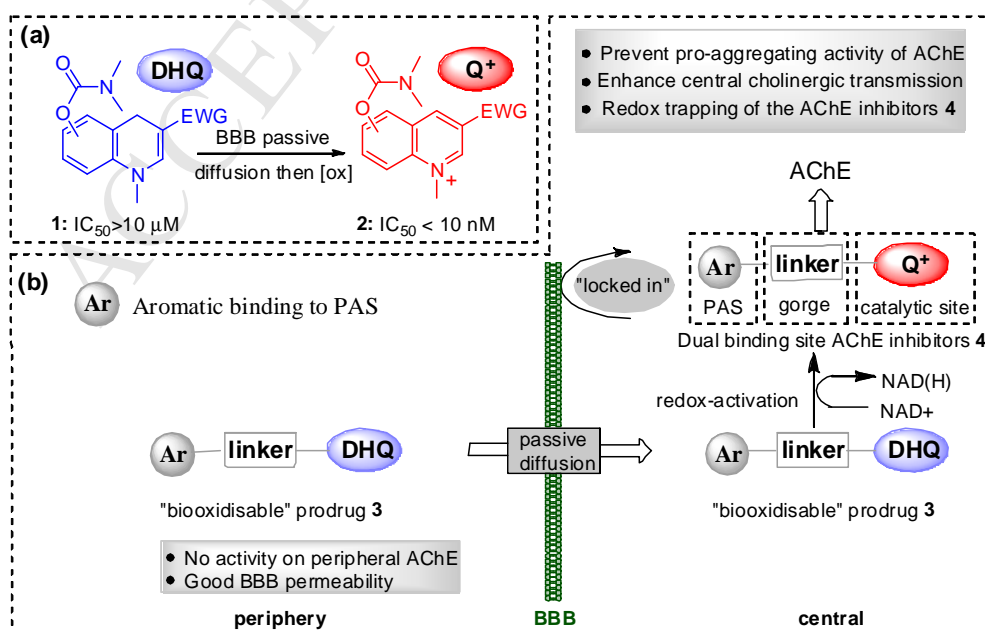 ACCEP
(a)
O
N
O
DHQ
EWG
N
BBB passive
diffusion then [ox]
O
N
O
Q+
EWG
N
+
1: IC50>10 μM
2: IC50 < 10 nM
• Prevent pro-aggregating activity of AChE
• Enhance central cholinergic transmission
• Redox trapping of the AChE inhibitors 4
AChE
(b)
Ar Aromatic binding to PAS
"locked in"
Ar linker Q+
PAS gorge catalytic site
Dual binding site AChE inhibitors 4
redox-activation
NAD(H)
NAD+
Ar linker DHQ
passive
diffusion
Ar linker DHQ
"biooxidisable" prodrug 3
"biooxidisable" prodrug 3
• No activity on peripheral AChE
• Good BBB permeability
periphery
BBB
central